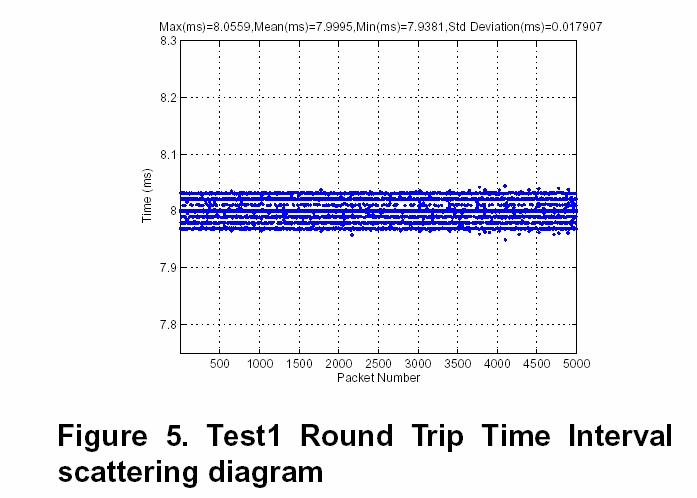 Max(ms)=8.0559,Mean(ms)=7.9995,Min(ms)=7.9381,Std Deviation(ms)=0.017907
8.3
8.2
8.1
8
7.9
7.8
Time (ms)
500 1000 1500 2000 2500 3000 3500 4000 4500 5000
Packet Number
Figure 5. Test1 Round Trip Time Interval
scattering diagram